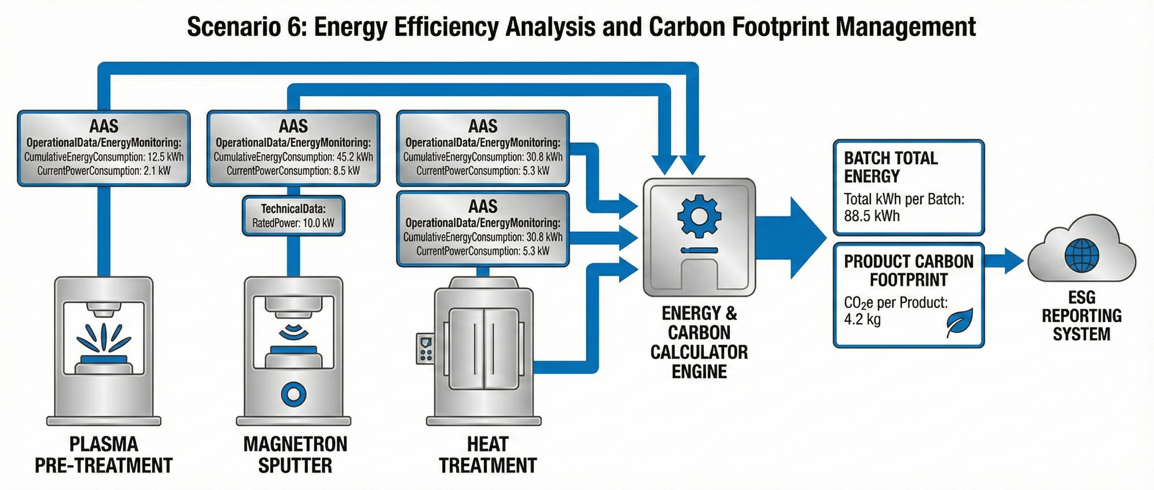 Scenario 6: Energy Efficiency Analysis and Carbon Footprint Management
AAS
OperationalData/EnergyMonitoring:
CumulativeEnergyConsumption: 12.5 kWh
CurrentPowerConsumption: 2.1 kW
AAS
OperationalData/EnergyMonitoring:
CumulativeEnergyConsumption: 45.2 kWh
CurrentPowerConsumption: 8.5 kW
TechnicalData:
RatedPower: 10.0 kW
AAS
OperationalData/EnergyMonitoring:
CumulativeEnergyConsumption: 30.8 kWh
CurrentPowerConsumption: 5.3 kW
AAS
OperationalData/EnergyMonitoring:
CumulativeEnergyConsumption: 30.8 kWh
CurrentPowerConsumption: 5.3 kW
PLASMA
PRE-TREATMENT
MAGNETRON
SPUTTER
HEAT
TREATMENT
ENERGY &
CARBON
CALCULATOR
ENGINE
BATCH TOTAL
ENERGY
Total kWh per Batch:
88.5 kWh
PRODUCT CARBON
FOOTPRINT
CO₂e per Product:
4.2 kg
ESG
REPORTING
SYSTEM